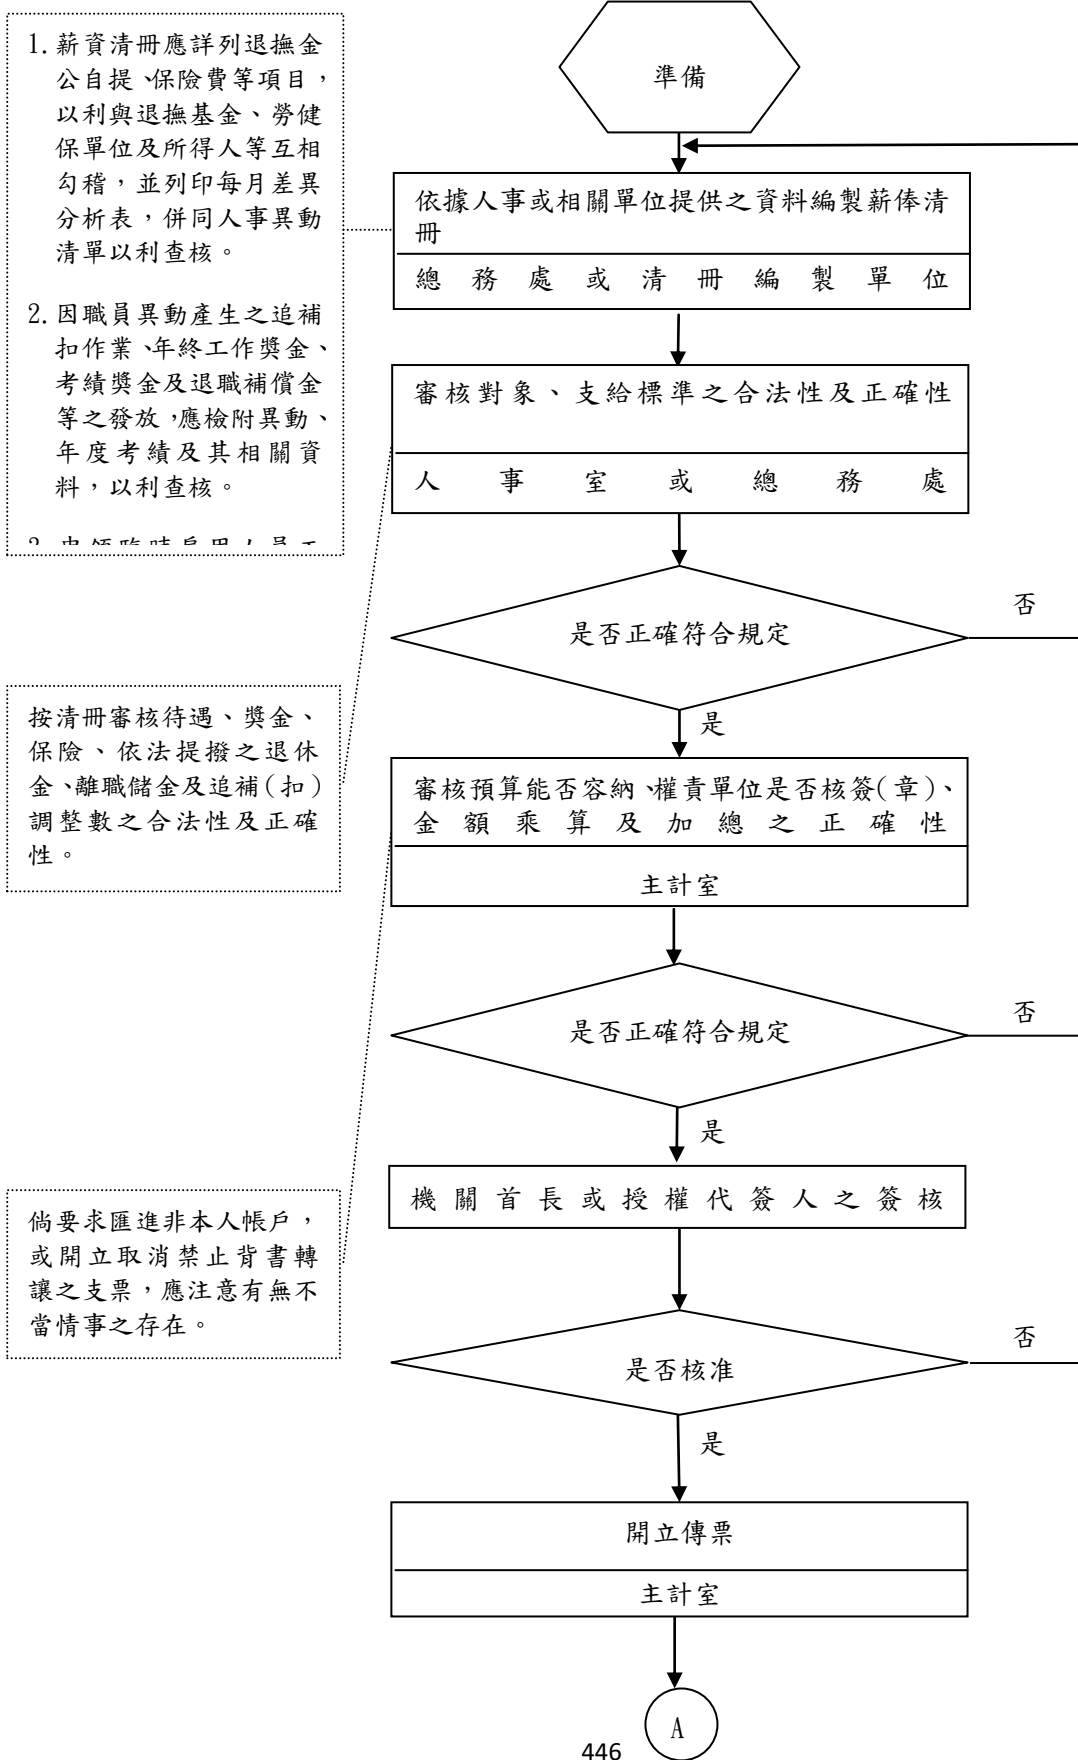 1. 薪資清冊應詳列退撫金
公自提、保險費等項目，
以利與退撫基金、勞健
保單位及所得人等互相
勾稽，並列印每月差異
分析表，併同人事異動
清單以利查核。
2. 因職員異動產生之追補
扣作業、年終工作獎金、
考績獎金及退職補償金
等之發放，應檢附異動、
年度考績及其相關資
料，以利查核。
準備
依據人事或相關單位提供之資料編製薪俸清
冊
總務處或清冊編製單位
審核對象、支給標準之合法性及正確性
人事室或總務處
是否正確符合規定
否
是
按清冊審核待遇、獎金、
保險、依法提撥之退休
金、離職儲金及追補(扣)
調整數之合法性及正確
性。
審核預算能否容納、權責單位是否核簽(章)、
金額乘算及加總之正確性
主計室
是否正確符合規定
否
是
機關首長或授權代簽人之簽核
倘要求匯進非本人帳戶，
或開立取消禁止背書轉
讓之支票，應注意有無不
當情事之存在。
是否核准
否
是
開立傳票
主計室
A
446